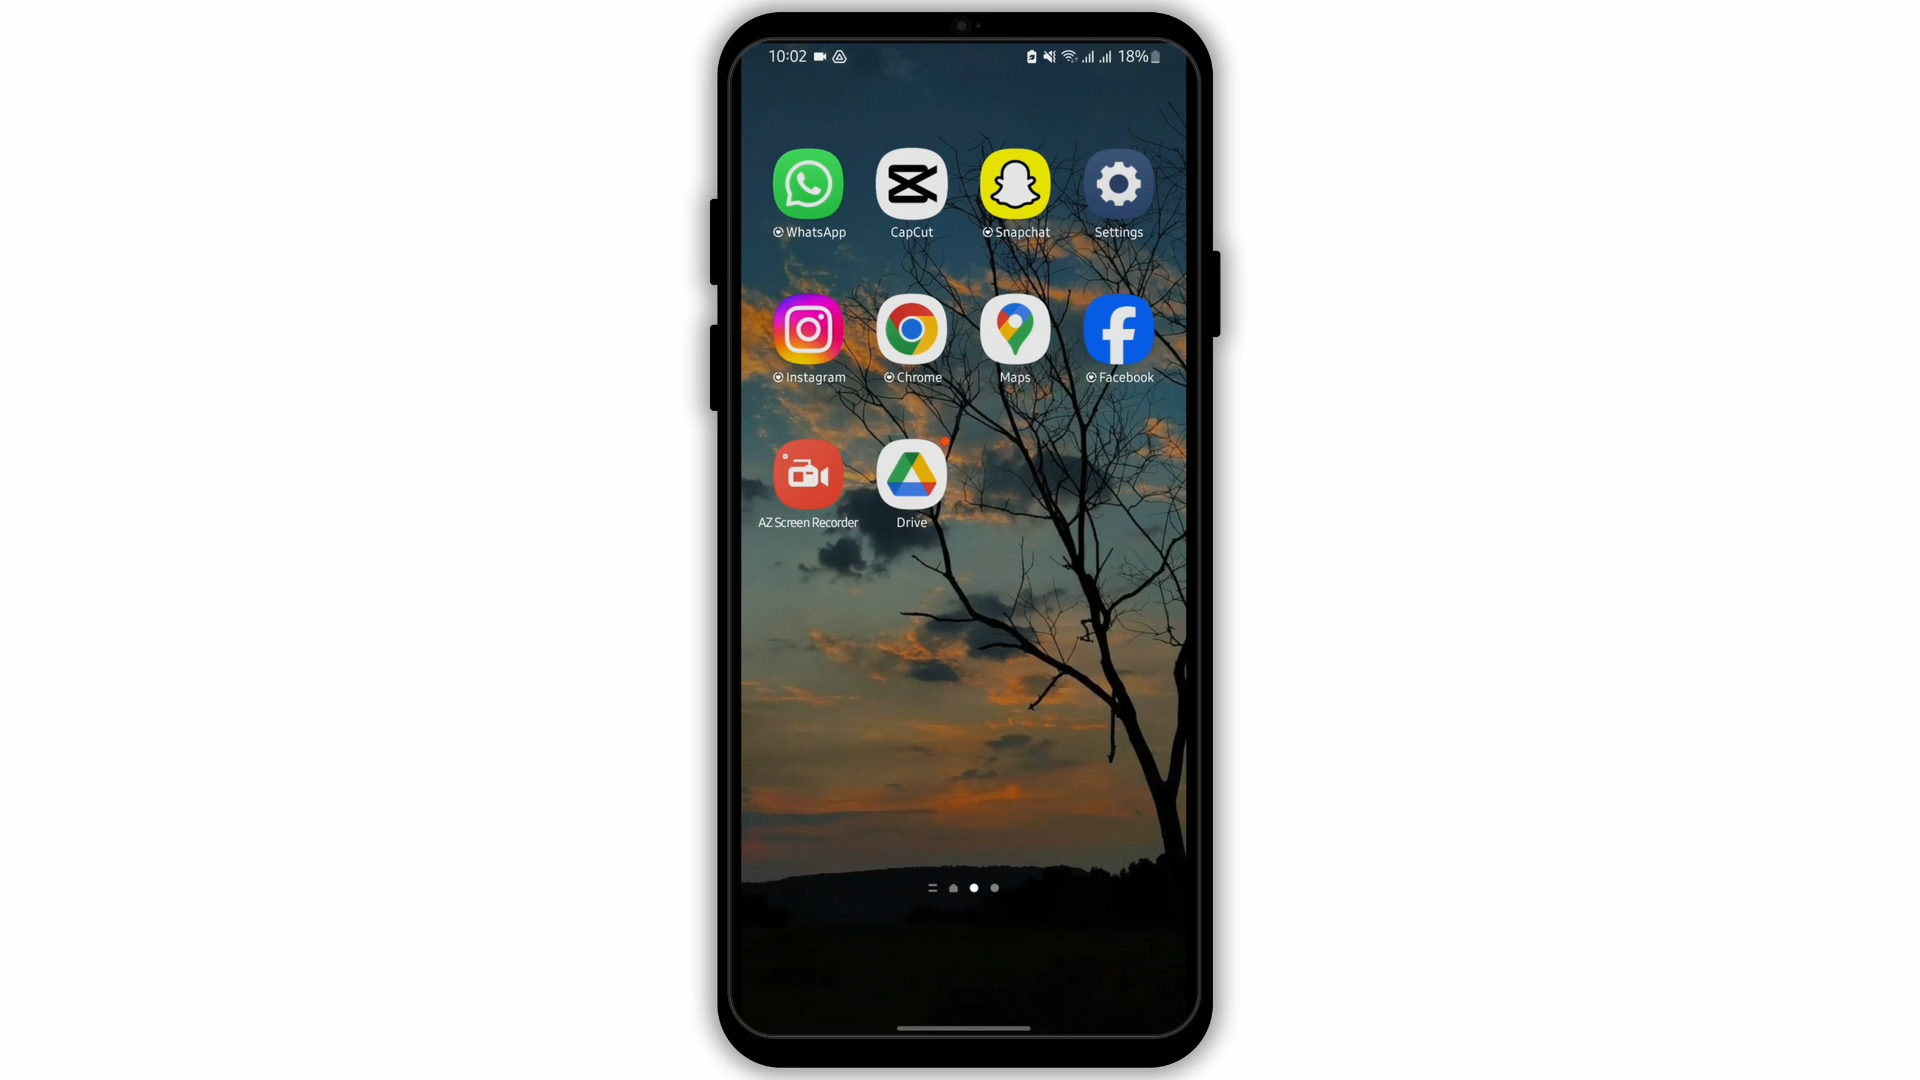 10:02 18%
WhatsApp CapCut Snapchat Settings
Instagram Chrome Maps Facebook
AZ Screen Recorder Drive